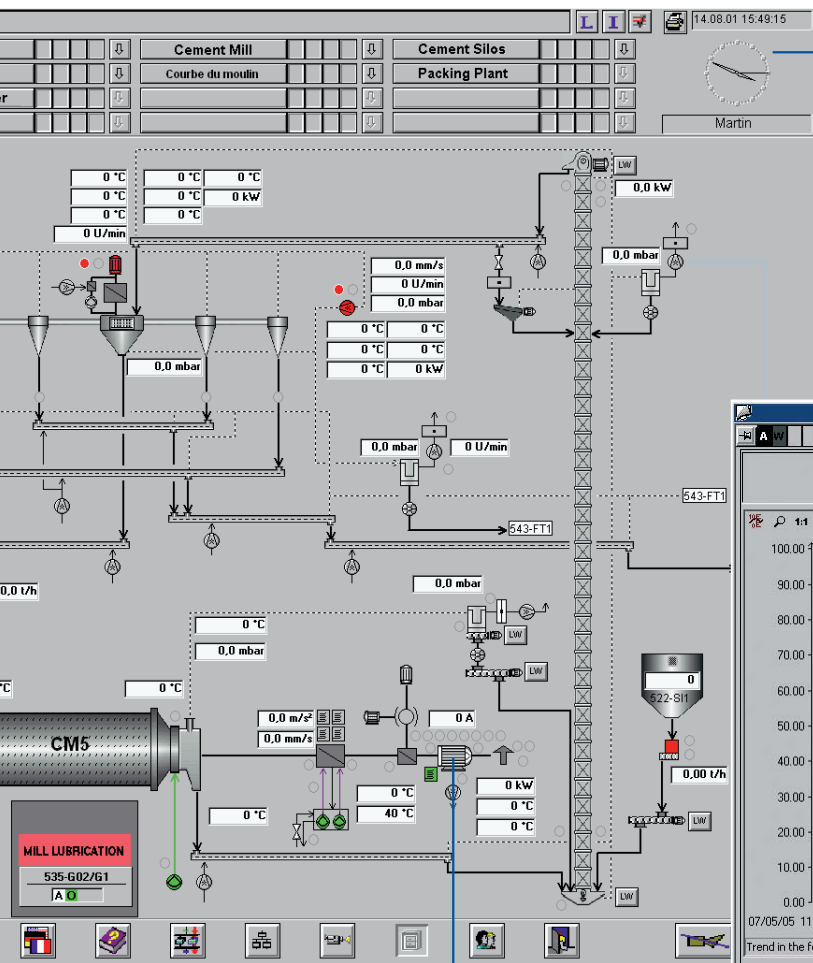 L I 14.08.01 15:49:15
Cement Mill Cement Silos
Courbe du moulin Packing Plant
r
Martin
0 °C 0 °C 0 °C
0 °C 0 °C 0 kW
0 °C 0 °C
0 U/min
LW
0,0 kW
0,0 mbar
0,0 mm/s
0 U/min
0,0 mbar
0 °C 0 °C
0 °C 0 °C
0 °C 0 kW
0,0 mbar
0,0 mbar 0 U/min
543-FT1
543-FT1
0,0 t/h
0,0 mbar
0 °C
0,0 mbar
LW
LW
°C 0 °C
0
522-SI1
0,0 m/s² 0 A
0,0 mm/s
CM5
0,00 t/h
0 °C 0 kW
40 °C 0 °C
0 °C 0 °C
LW
MILL LUBRICATION
535-G02/G1
A O
LW
A W
1:1
100.00
90.00
80.00
70.00
60.00
50.00
40.00
30.00
20.00
10.00
0.00
07/05/05 11
Trend in the f